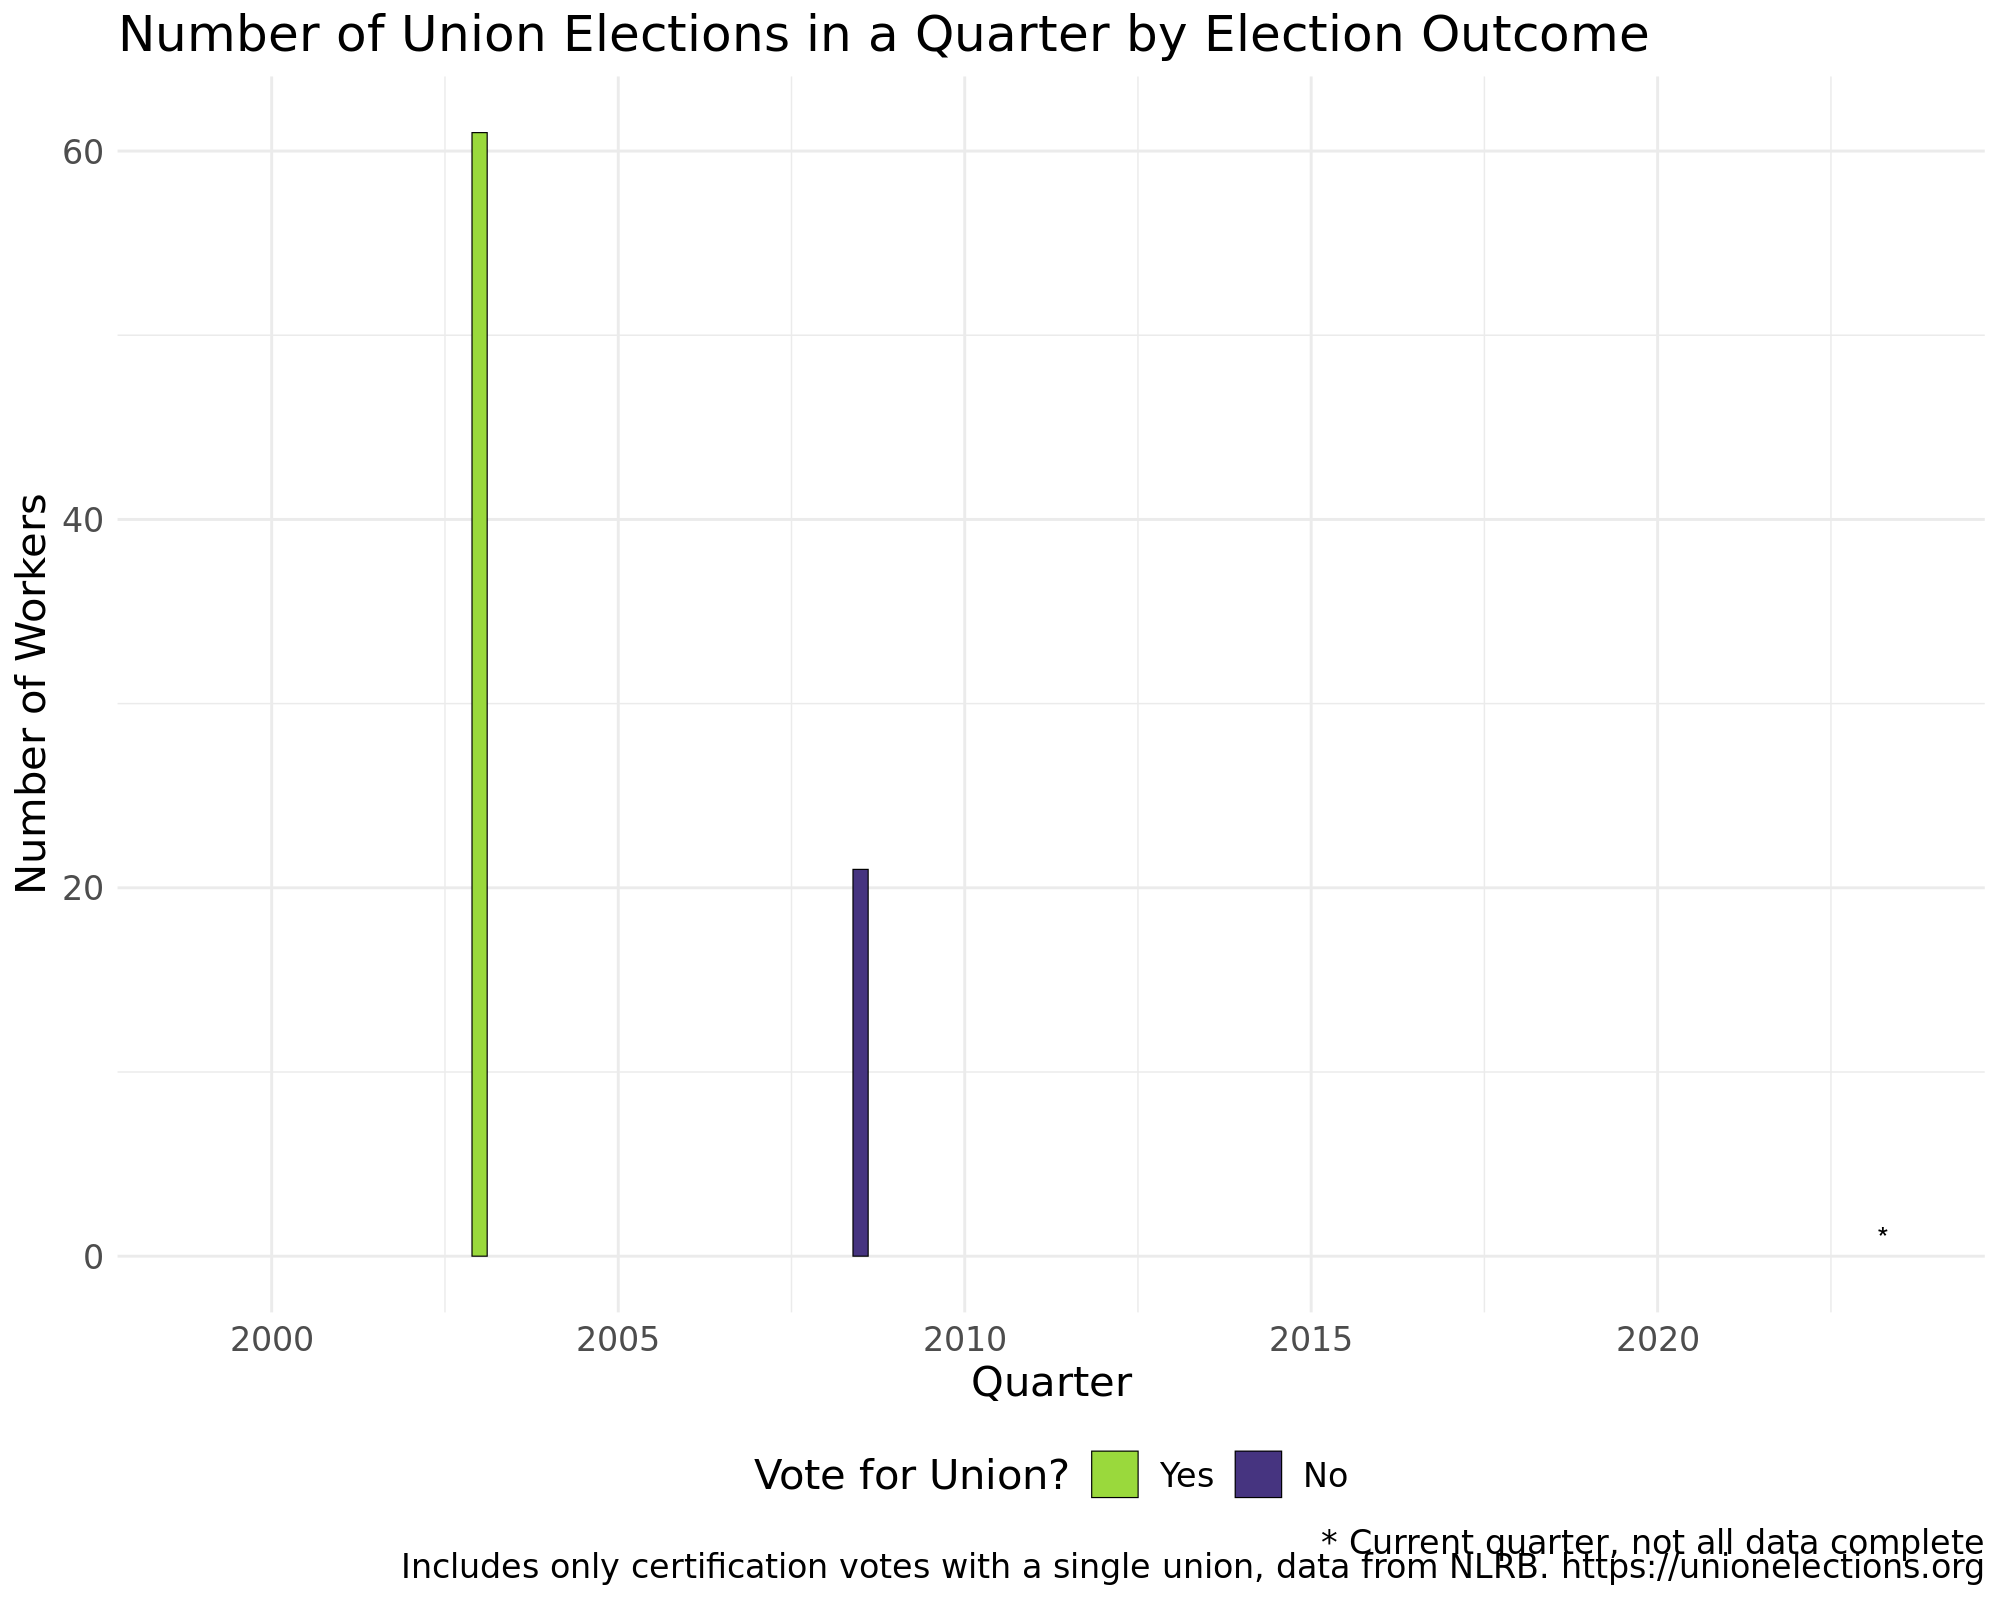 Number of Union Elections in a Quarter by Election Outcome
Number of Workers
60
40
20
0
*
2000 2005 2010 2015 2020
Quarter
Vote for Union? Yes No
* Current quarter, not all data complete
Includes only certification votes with a single union, data from NLRB. https://unionelections.org